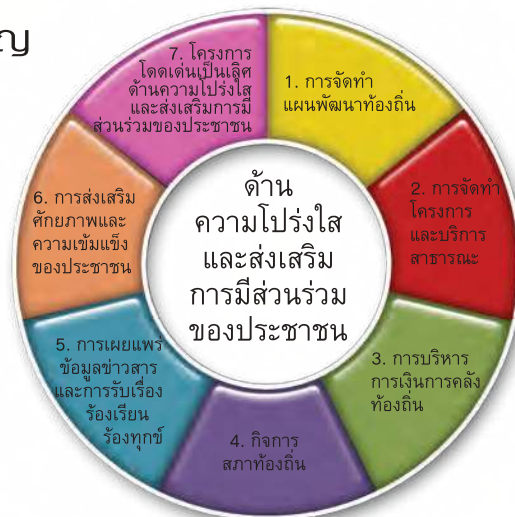 ญ
ด้าน
ความโปร่งใส
และส่งเสริม
การมีส่วนร่วม
ของประชาชน
1. การจัดทำ
แผนพัฒนาท้องถิ่น
2. การจัดทำ
โครงการ
และบริการ
สาธารณะ
3. การบริหาร
การเงินการคลัง
ท้องถิ่น
4. กิจการ
สภาท้องถิ่น
5. การเผยแพร่
ข้อมูลข่าวสาร
และการรับเรื่อง
ร้องเรียน
ร้องทุกข์
6. การส่งเสริม
ศักยภาพและ
ความเข้มแข็ง
ของประชาชน
7. โครงการ
โดดเด่นเป็นเลิศ
ด้านความโปร่งใส
และส่งเสริมการมี
ส่วนร่วมของประชาชน